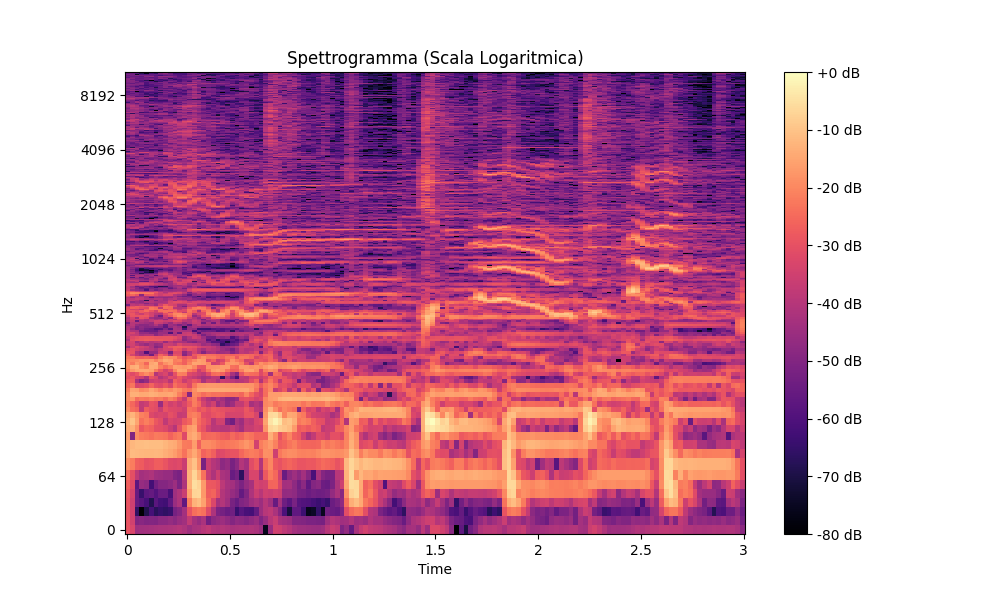 Spettrogramma (Scala Logaritmica)
8192
4096
2048
1024
512
256
128
64
0
Hz
0
0.5
1
1.5
2
2.5
3
Time
+0 dB
-10 dB
-20 dB
-30 dB
-40 dB
-50 dB
-60 dB
-70 dB
-80 dB